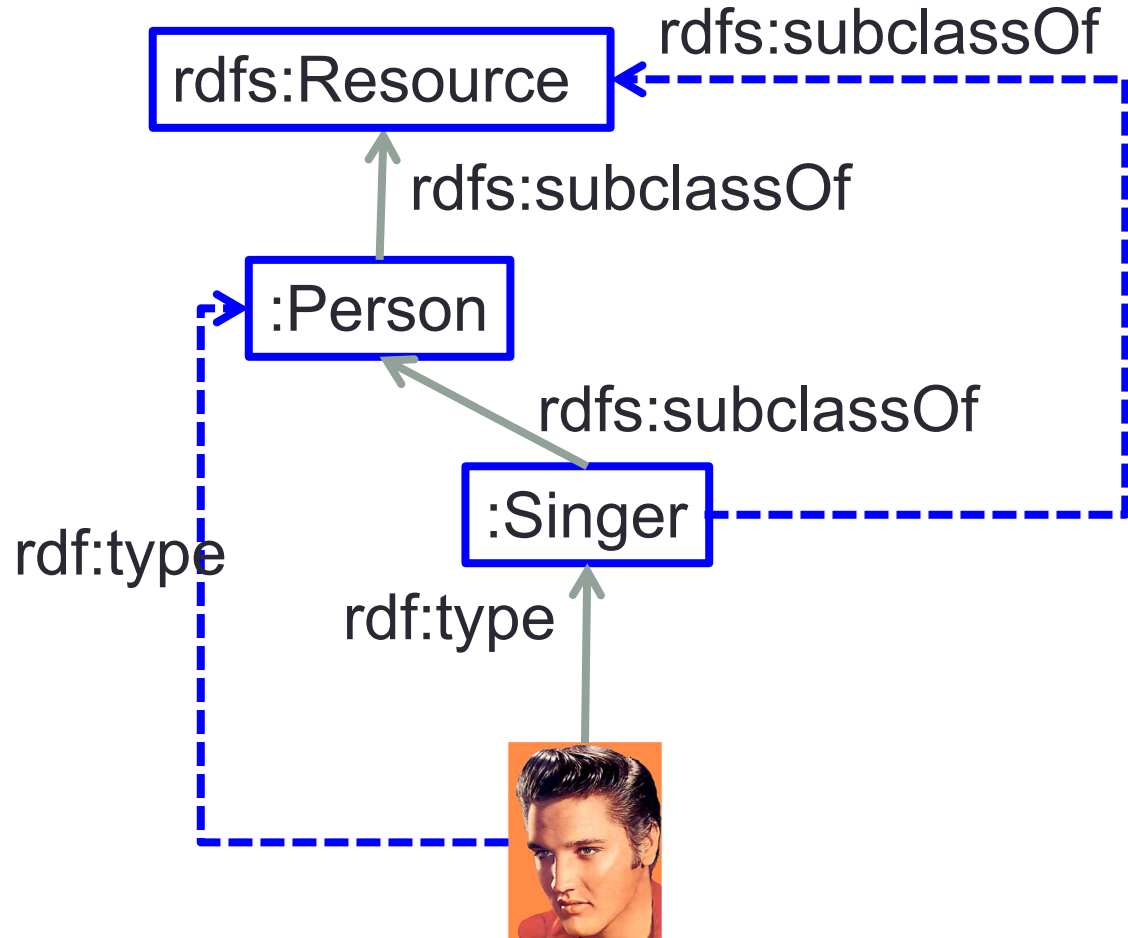 rdfs:subclassOf
rdfs:Resource
rdfs:subclassOf
:Person
rdfs:subclassOf
:Singer
rdf:type
rdf:type